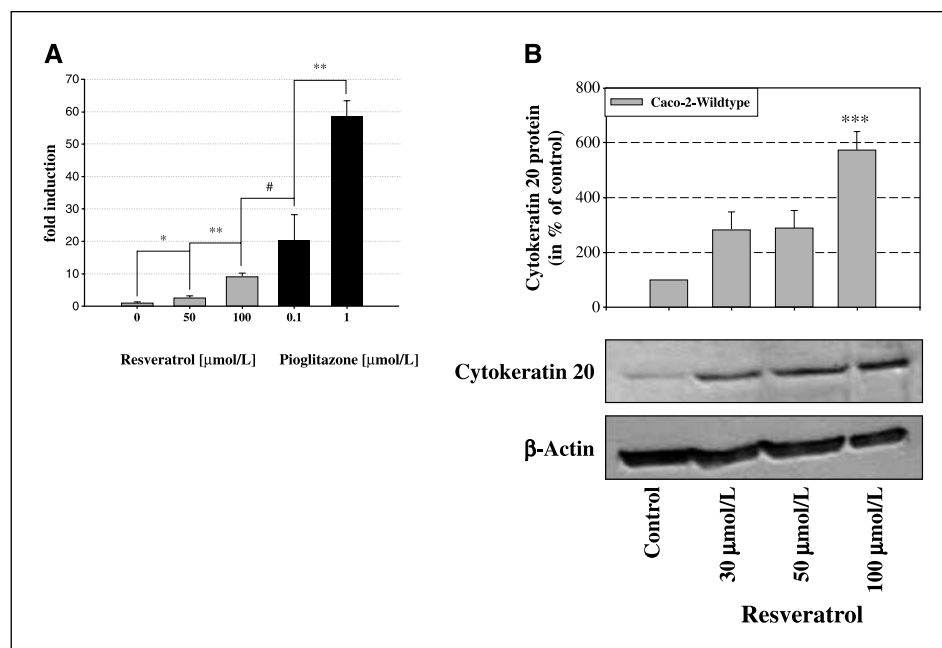 A
**
70
60
50
40
30
20
10
0
fold induction
#
**
*
0 50 100 0.1 1
Resveratrol [µmol/L] Pioglitazone [µmol/L]
B
800
600
400
200
0
Cytokeratin 20 protein
(in % of control)
Caco-2-Wildtype
***
Cytokeratin 20
β-Actin
Control
30 µmol/L
50 µmol/L
100 µmol/L
Resveratrol